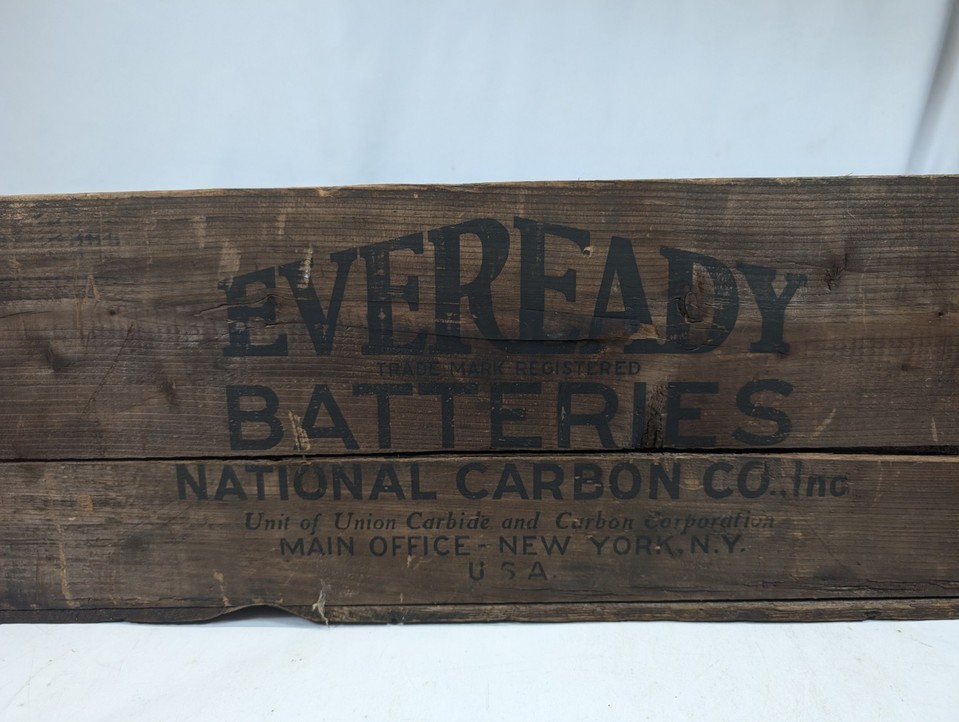 EVEREADY
TRADE MARK REGISTERED
BATTERIES
NATIONAL CARBON CO., Inc
Unit of Union Carbide and Carbon Corporation
MAIN OFFICE - NEW YORK, N.Y.
U S A.